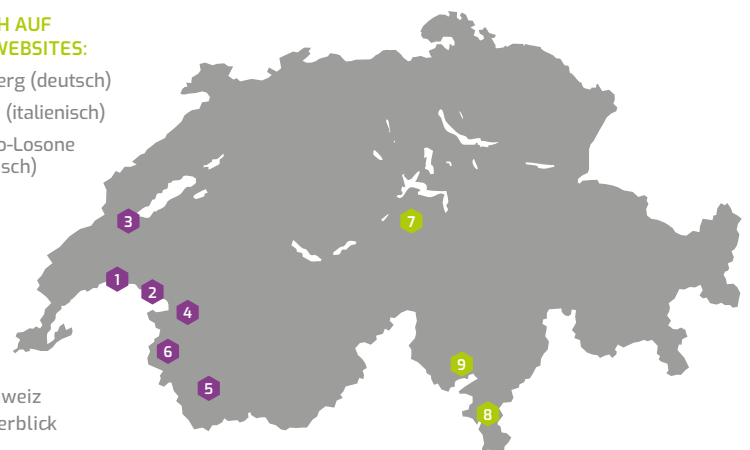 H AUF
WEBSITES:
erg (deutsch)
(italienisch)
o-Losone
sch)
3
7
1
2
4
6
9
5
8
weiz
erblick